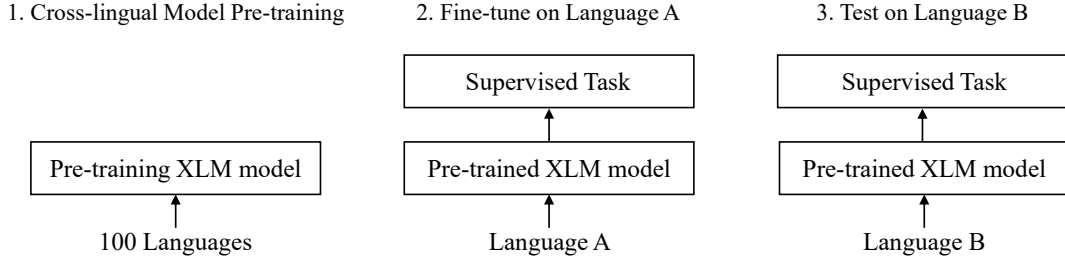 1. Cross-lingual Model Pre-training
Pre-training XLM model
100 Languages
2. Fine-tune on Language A
Supervised Task
Pre-trained XLM model
Language A
3. Test on Language B
Supervised Task
Pre-trained XLM model
Language B